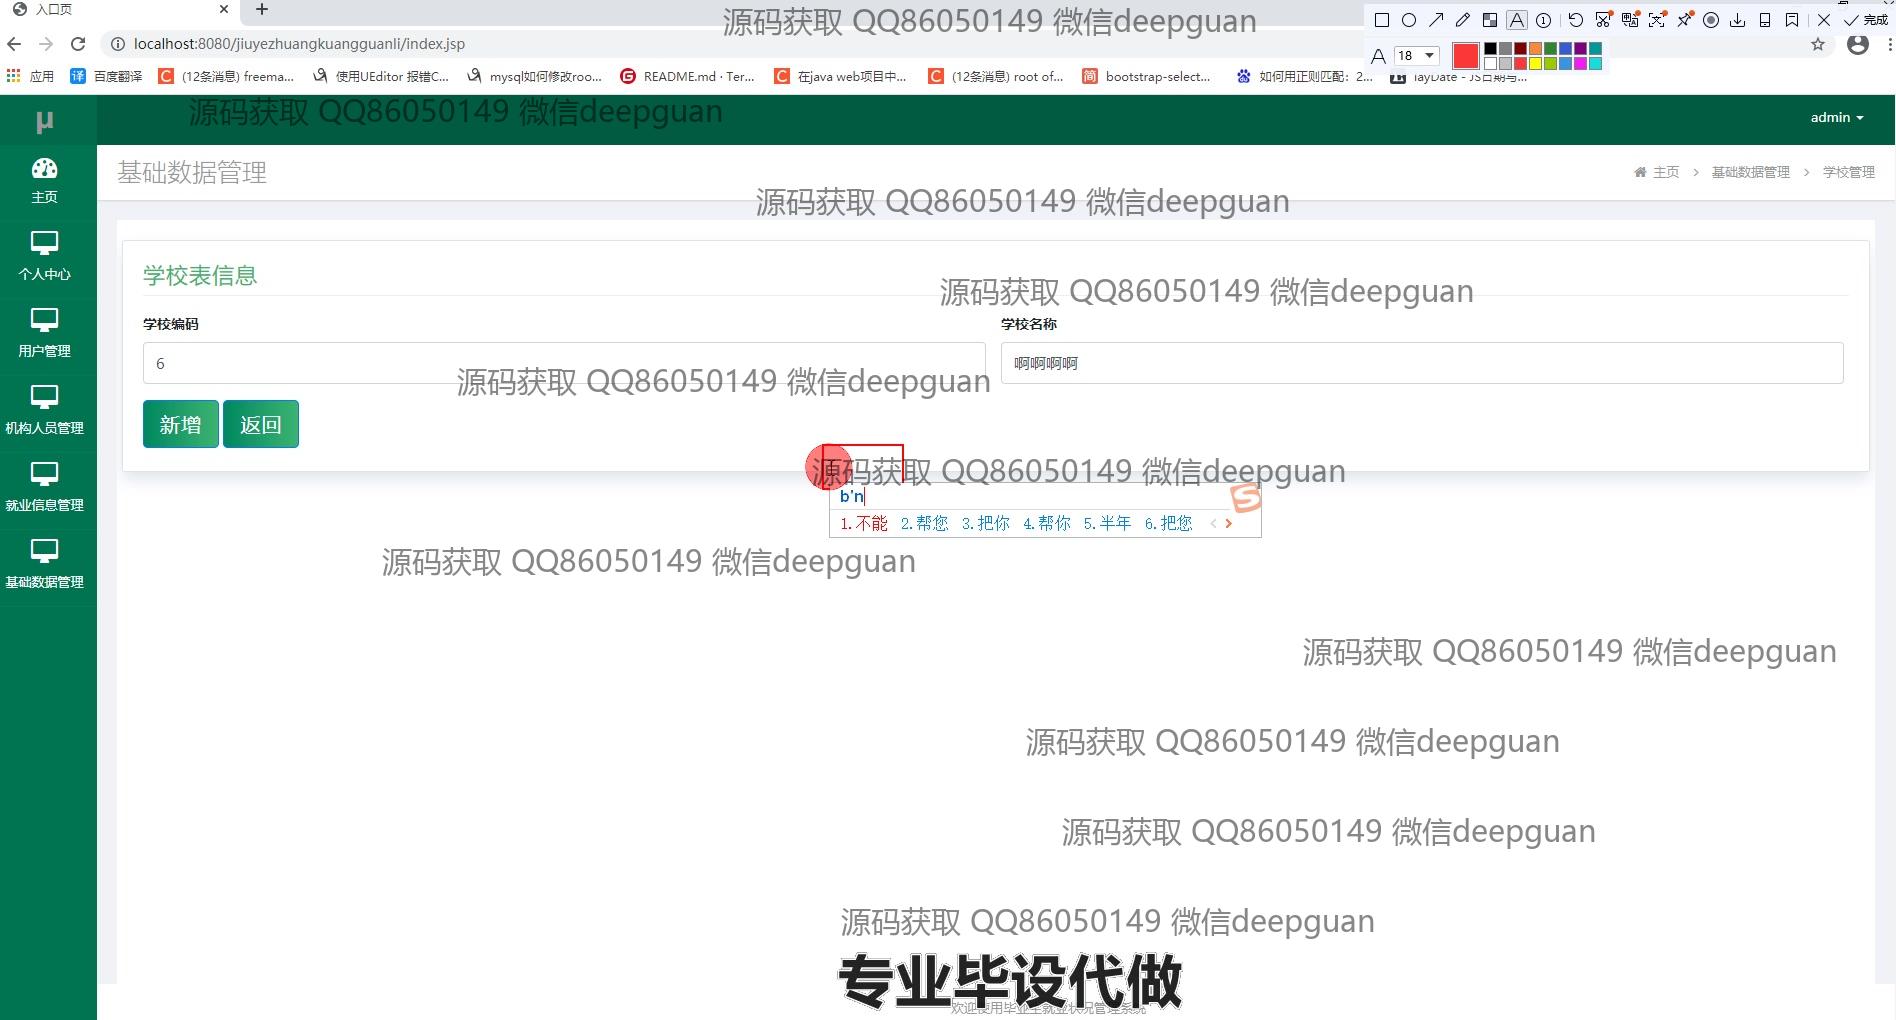 入口页
源码获取 QQ86050149 微信deepguan
完成
localhost:8080/jiuyezhuangkuangguanli/index.jsp
18
应用
百度翻译
(12条消息) freema...
使用UEditor 报错C...
mysql如何修改roo...
README.md · Ter...
在java web项目中...
(12条消息) root of...
bootstrap-select...
如何用正则匹配：2...
layDate - JS日期与...
源码获取 QQ86050149 微信deepguan
μ
admin
主页
基础数据管理
主页 > 基础数据管理 > 学校管理
源码获取 QQ86050149 微信deepguan
个人中心
学校表信息
源码获取 QQ86050149 微信deepguan
学校编码
学校名称
用户管理
6
啊啊啊啊
源码获取 QQ86050149 微信deepguan
新增
返回
机构人员管理
源码获取 QQ86050149 微信deepguan
b'n
1.不能 2.帮您 3.把你 4.帮你 5.半年 6.把您
就业信息管理
源码获取 QQ86050149 微信deepguan
基础数据管理
源码获取 QQ86050149 微信deepguan
源码获取 QQ86050149 微信deepguan
源码获取 QQ86050149 微信deepguan
源码获取 QQ86050149 微信deepguan
专业毕设代做
欢迎使用毕业生就业状况管理系统